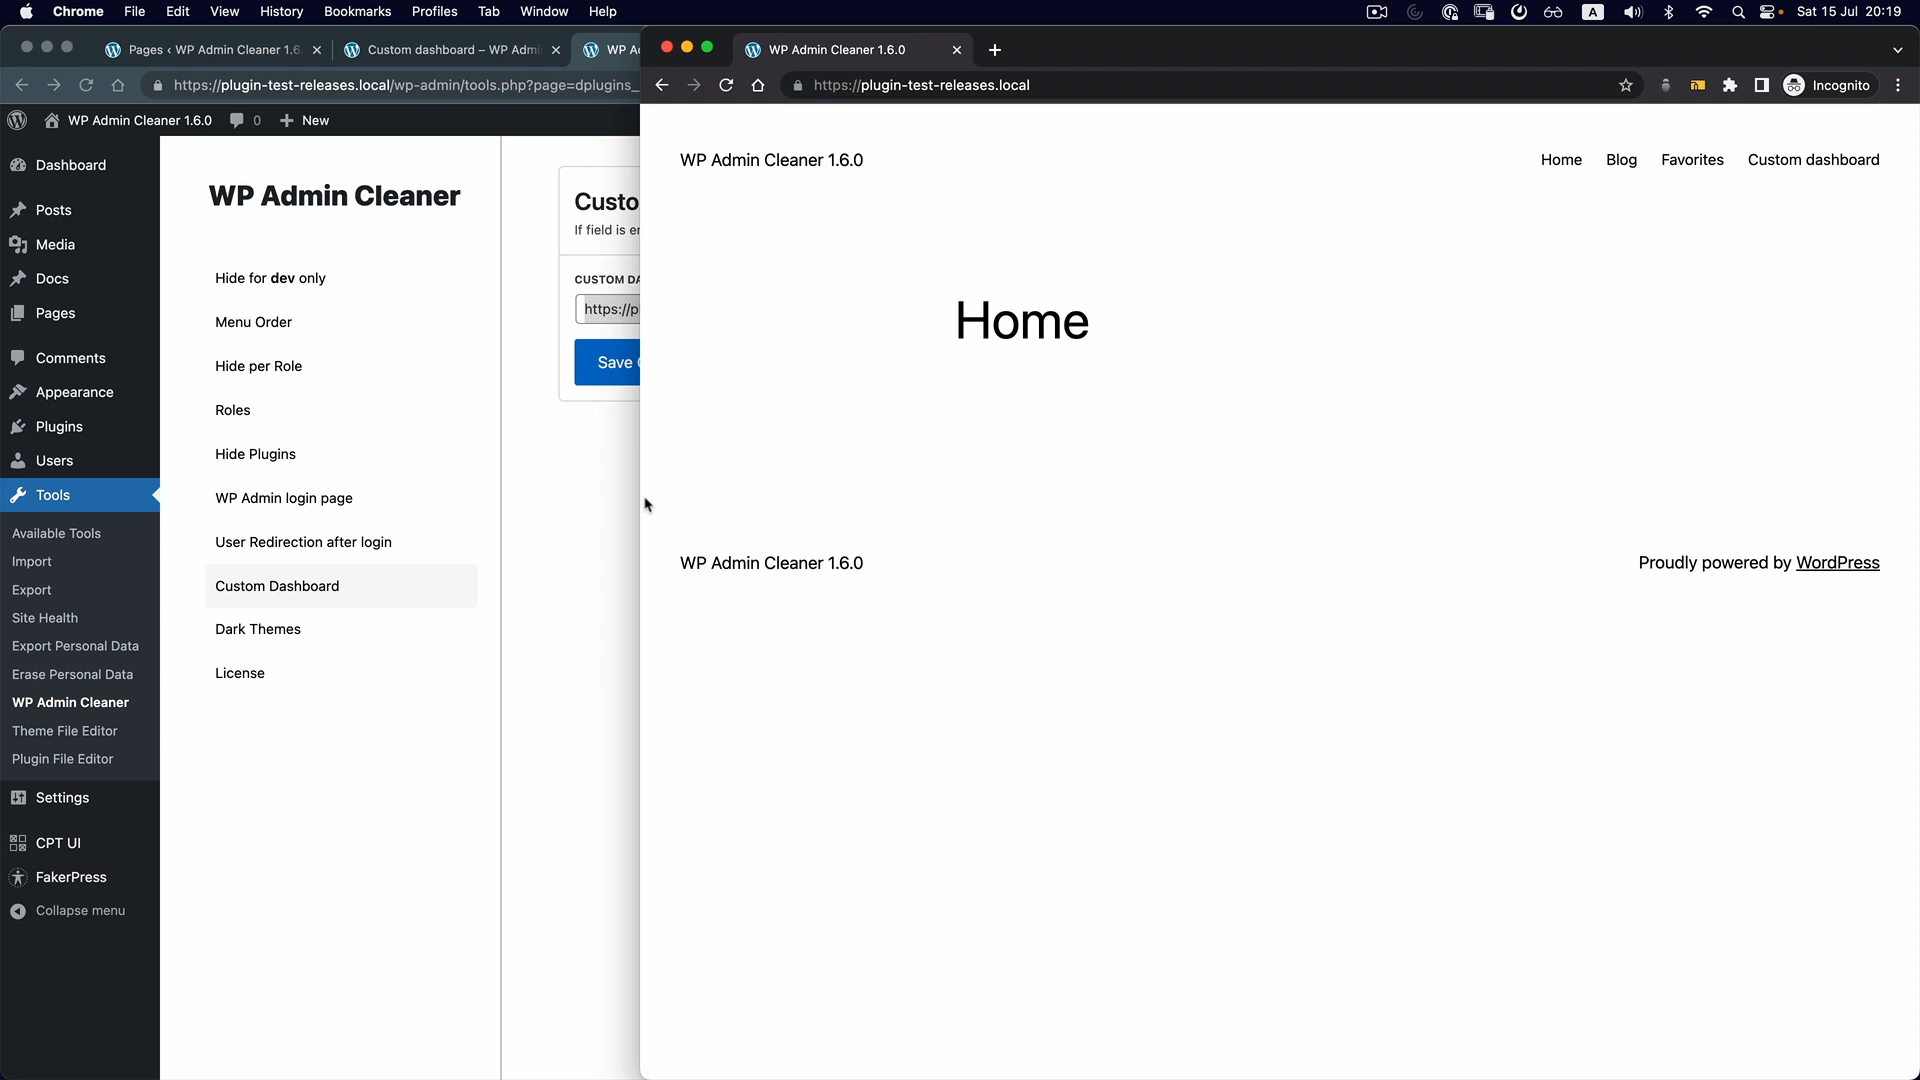 Chrome File Edit View History Bookmarks Profiles Tab Window Help A Sat 15 Jul 20:19
Pages ‹ WP Admin Cleaner 1.6.
Custom dashboard – WP Admi
WP Ad
https://plugin-test-releases.local/wp-admin/tools.php?page=dplugins_
WP Admin Cleaner 1.6.0 0 New
Dashboard
Posts
Media
Docs
Pages
Comments
Appearance
Plugins
Users
Tools
Available Tools
Import
Export
Site Health
Export Personal Data
Erase Personal Data
WP Admin Cleaner
Theme File Editor
Plugin File Editor
Settings
CPT UI
FakerPress
Collapse menu
WP Admin Cleaner
Hide for dev only
Menu Order
Hide per Role
Roles
Hide Plugins
WP Admin login page
User Redirection after login
Custom Dashboard
Dark Themes
License
Custo
If field is e
CUSTOM DA
https://p
Save
WP Admin Cleaner 1.6.0
https://plugin-test-releases.local
Incognito
WP Admin Cleaner 1.6.0
Home Blog Favorites Custom dashboard
Home
WP Admin Cleaner 1.6.0
Proudly powered by WordPress